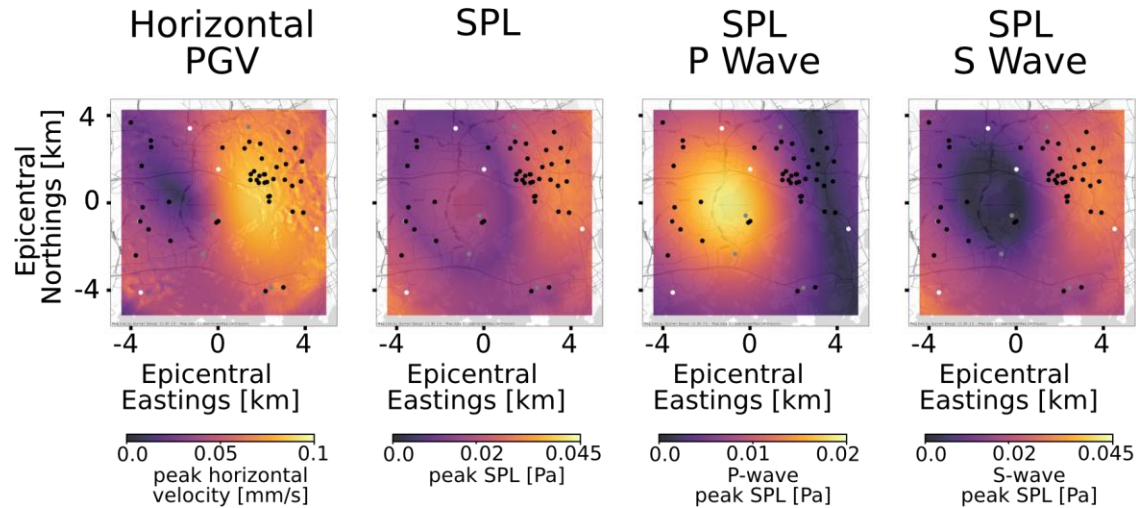 Horizontal
PGV
SPL
SPL
P Wave
SPL
S Wave
Epicentral
Northings [km]
4
0
-4
-4 0 4
-4 0 4
-4 0 4
-4 0 4
Epicentral
Eastings [km]
Epicentral
Eastings [km]
Epicentral
Eastings [km]
Epicentral
Eastings [km]
0.0 0.05 0.1
peak horizontal
velocity [mm/s]
0.0 0.02 0.045
peak SPL [Pa]
0.0 0.01 0.02
P-wave
peak SPL [Pa]
0.0 0.02 0.045
S-wave
peak SPL [Pa]